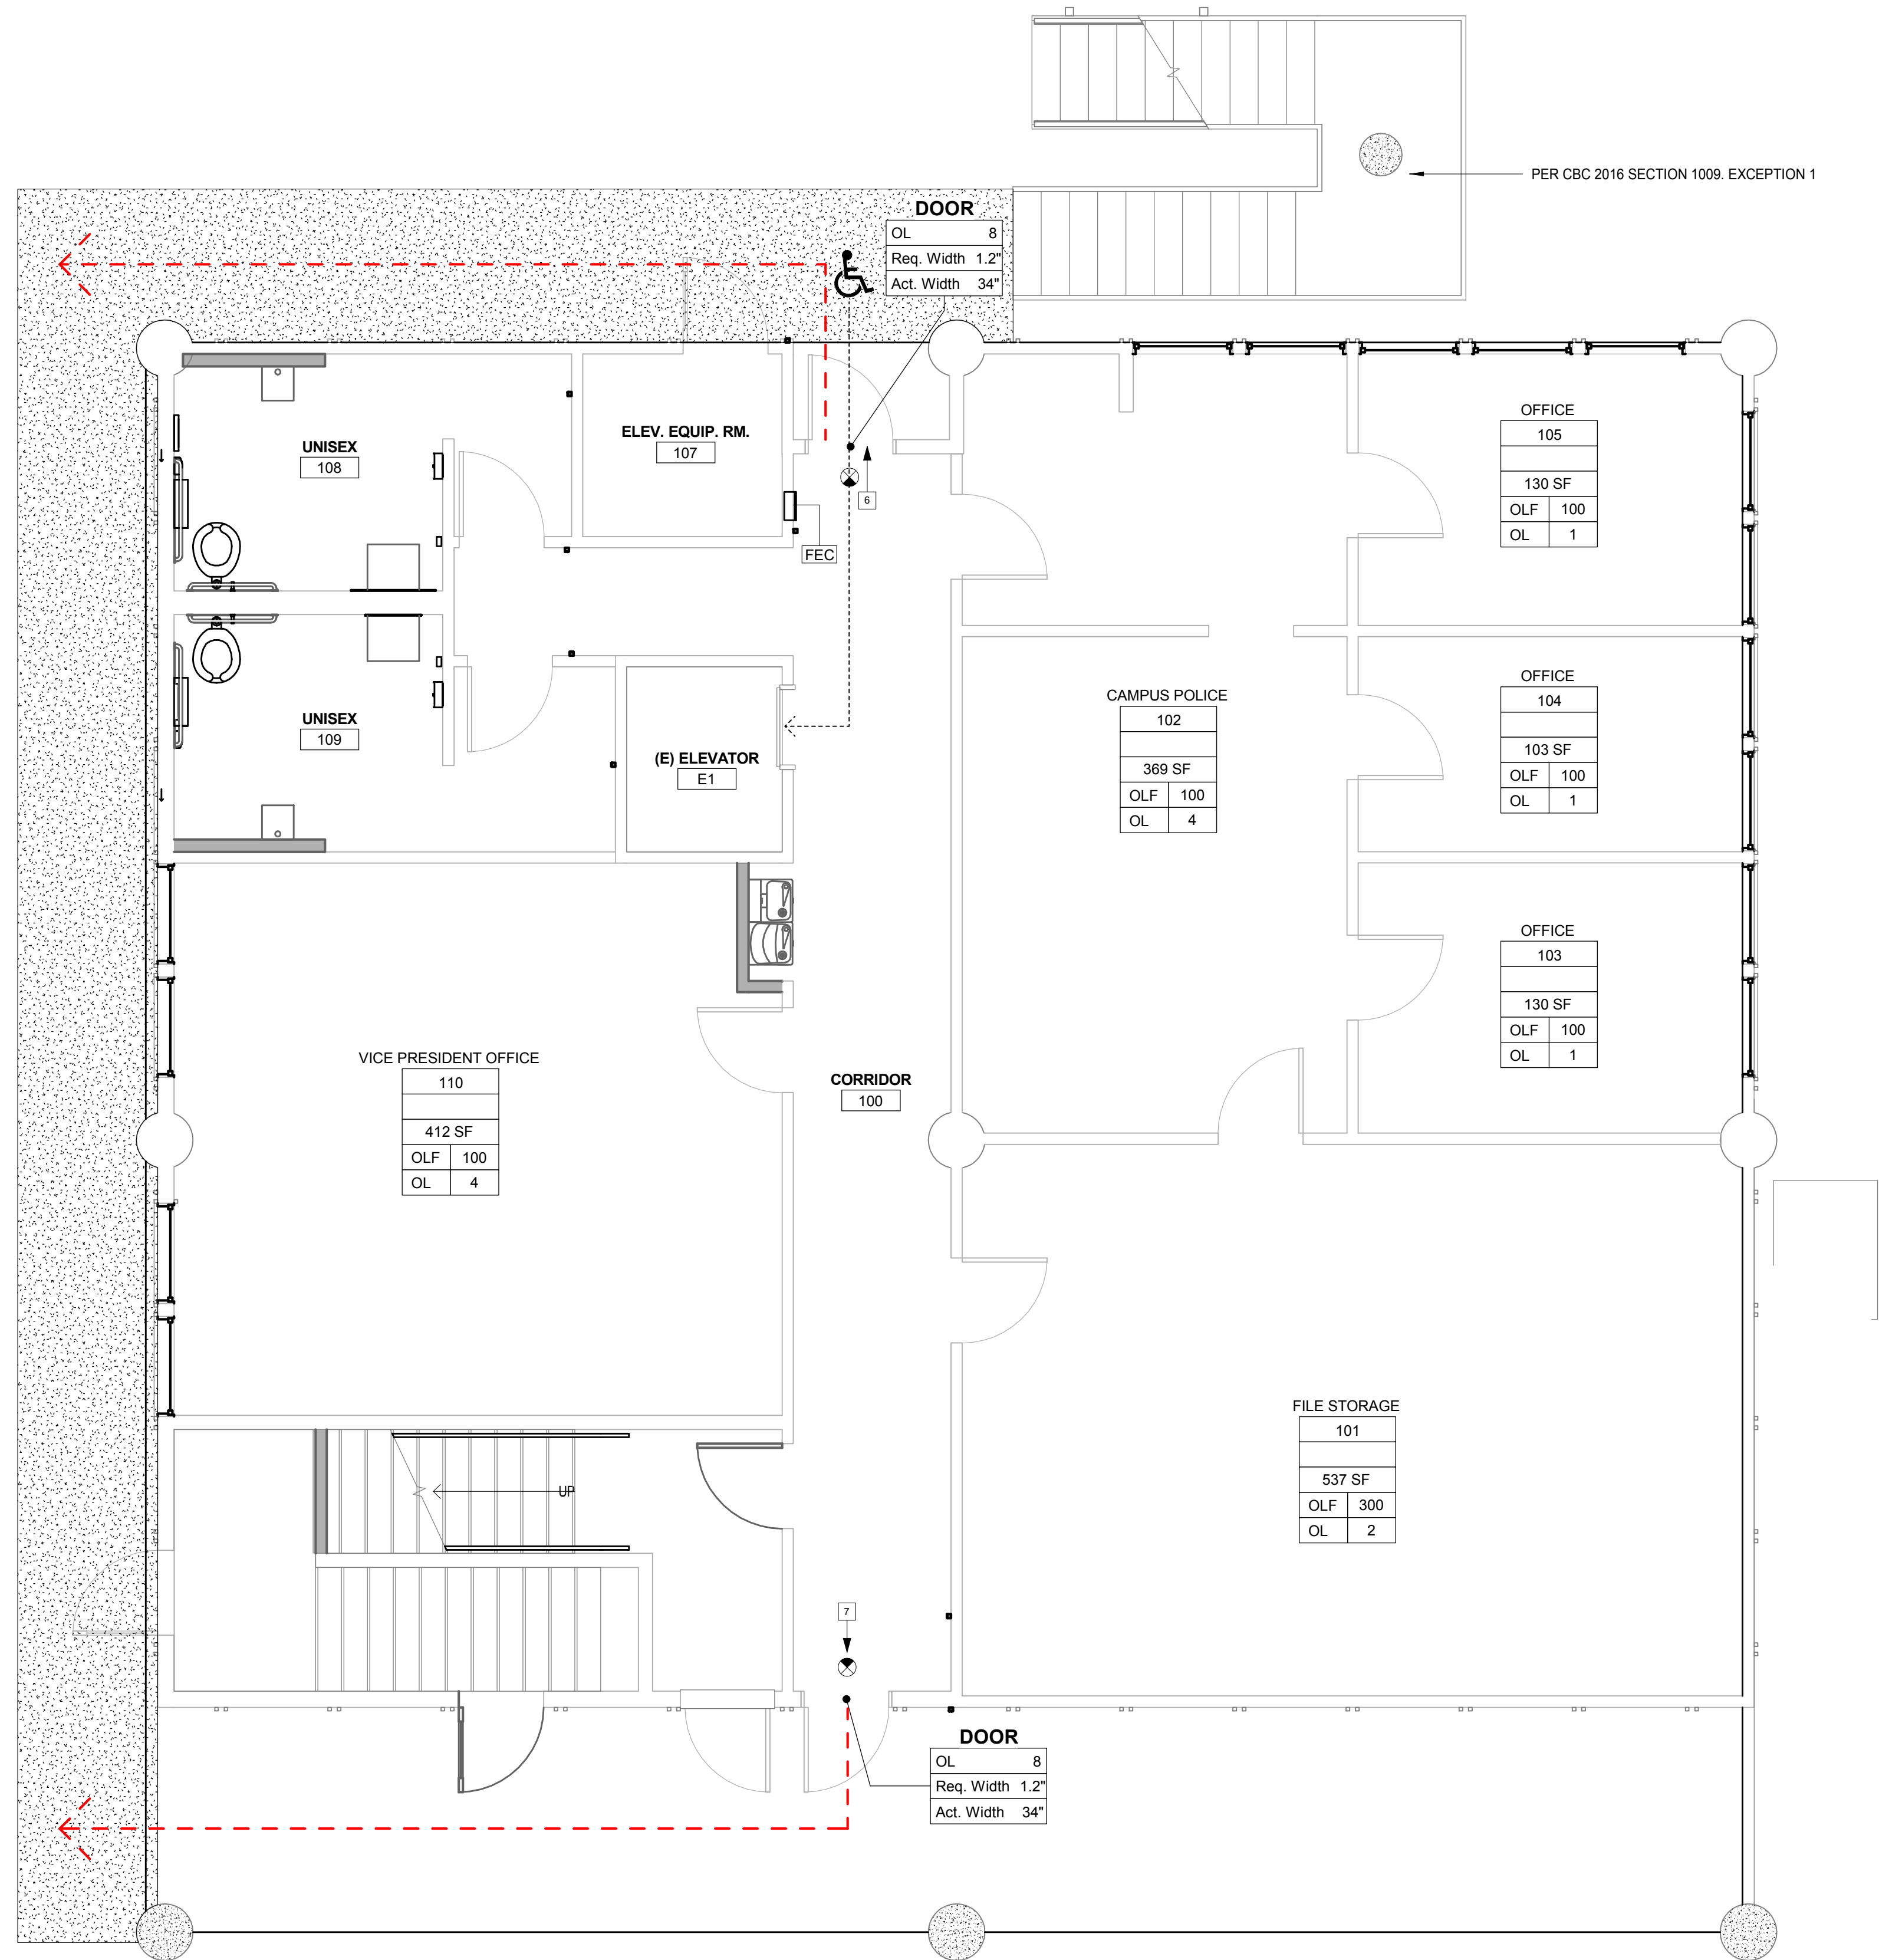 PER CBC 2016 SECTION 1009. EXCEPTION 1
DOOR
OL 8
Req. Width 1.2"
Act. Width 34"
UNISEX
108
ELEV. EQUIP. RM.
107
6
FEC
OFFICE
105
130 SF
OLF 100
OL 1
UNISEX
109
(E) ELEVATOR
E1
CAMPUS POLICE
102
369 SF
OLF 100
OL 4
OFFICE
104
103 SF
OLF 100
OL 1
OFFICE
103
130 SF
OLF 100
OL 1
VICE PRESIDENT OFFICE
110
412 SF
OLF 100
OL 4
CORRIDOR
100
FILE STORAGE
101
537 SF
OLF 300
OL 2
UP
7
DOOR
OL 8
Req. Width 1.2"
Act. Width 34"